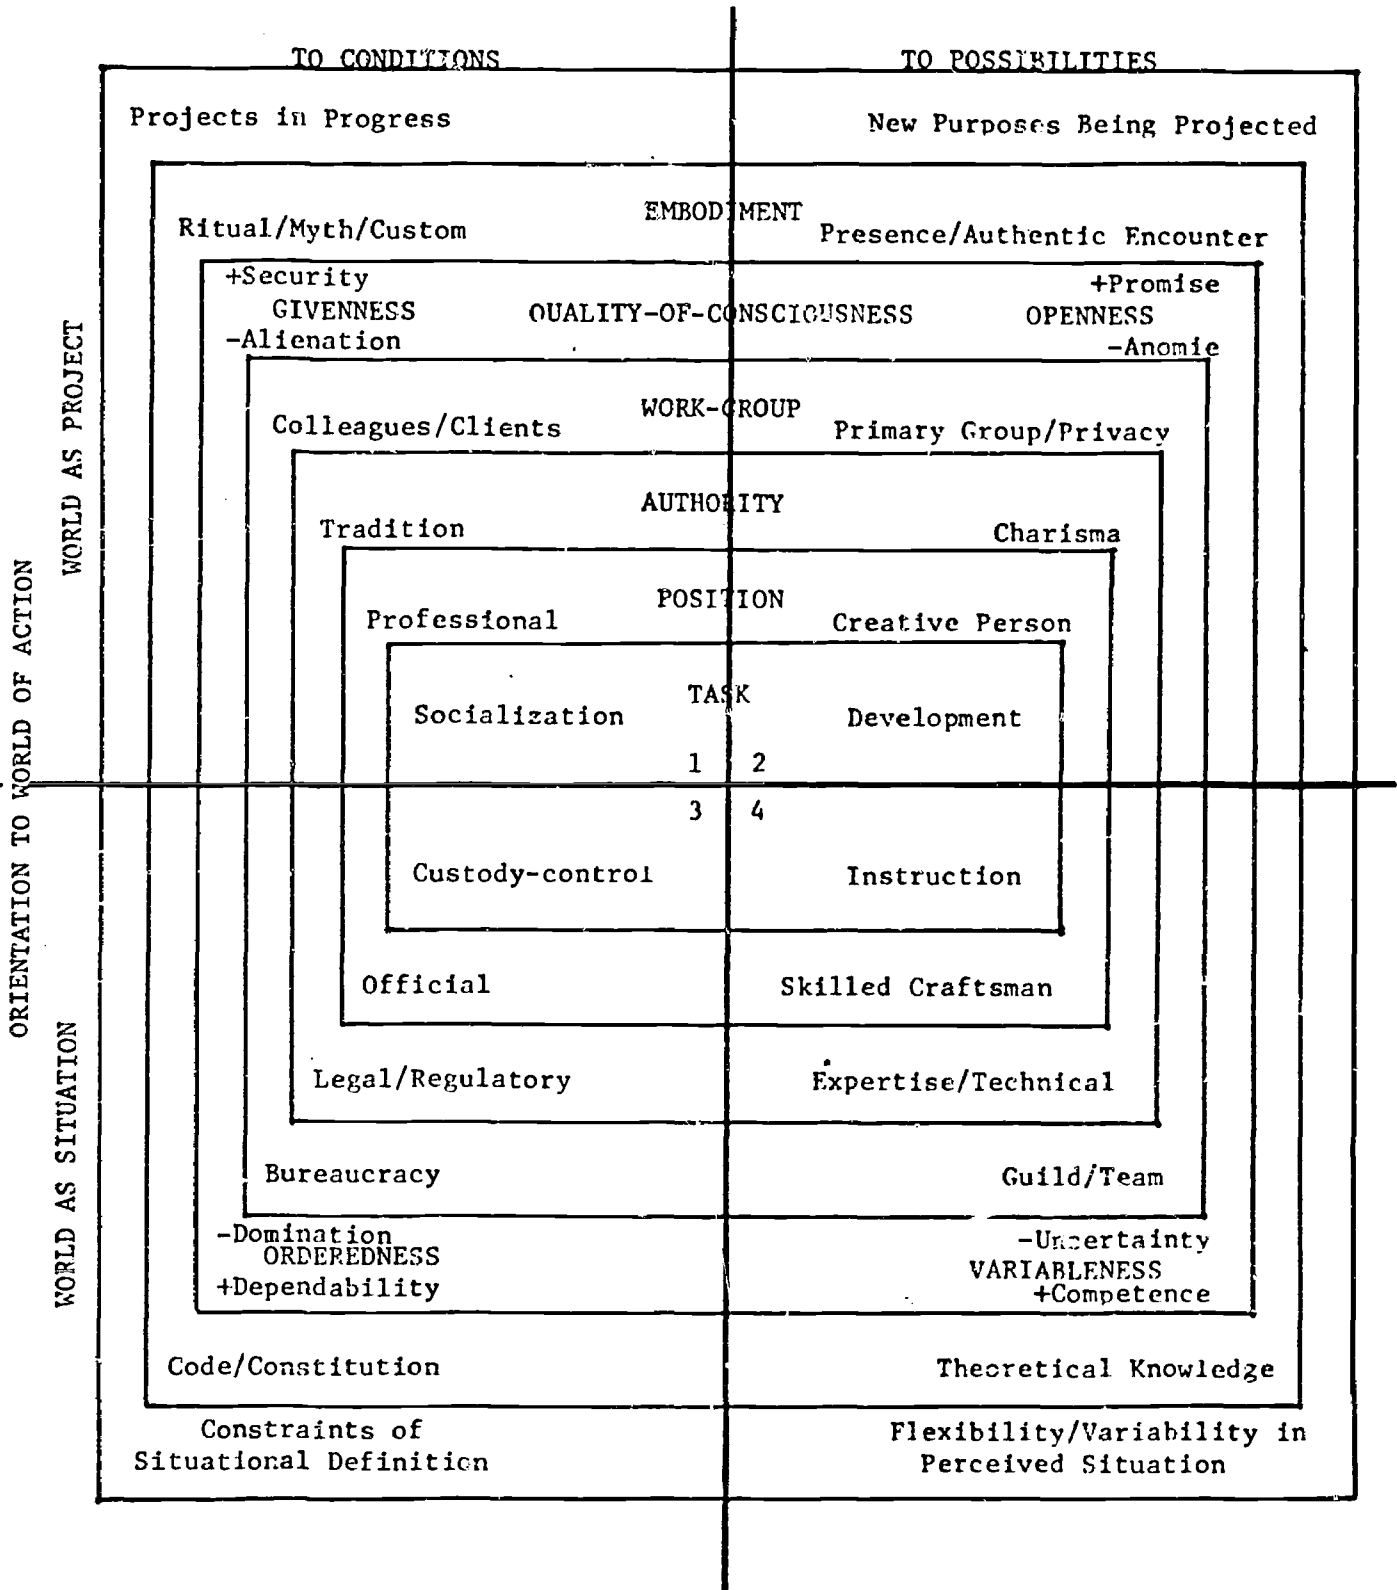 TO CONDITIONS
TO POSSIBILITIES
Projects in Progress
New Purposes Being Projected
EMBODIMENT
Ritual/Myth/Custom
Presence/Authentic Encounter
+Security
+Promise
GIVENNESS
QUALITY-OF-CONSCIOUSNESS
OPENNESS
-Alienation
-Anomie
WORK-GROUP
Colleagues/Clients
Primary Group/Privacy
AUTHORITY
Tradition
Charisma
POSITION
Professional
Creative Person
TASK
Socialization
Development
1
2
3
4
Custody-control
Instruction
Official
Skilled Craftsman
Legal/Regulatory
Expertise/Technical
Bureaucracy
Guild/Team
-Domination
-Uncertainty
ORDEREDNESS
VARIABLENESS
+Dependability
+Competence
Code/Constitution
Theoretical Knowledge
Constraints of
Situational Definition
Flexibility/Variability in
Perceived Situation
ORIENTATION TO WORLD OF ACTION
WORLD AS PROJECT
WORLD AS SITUATION